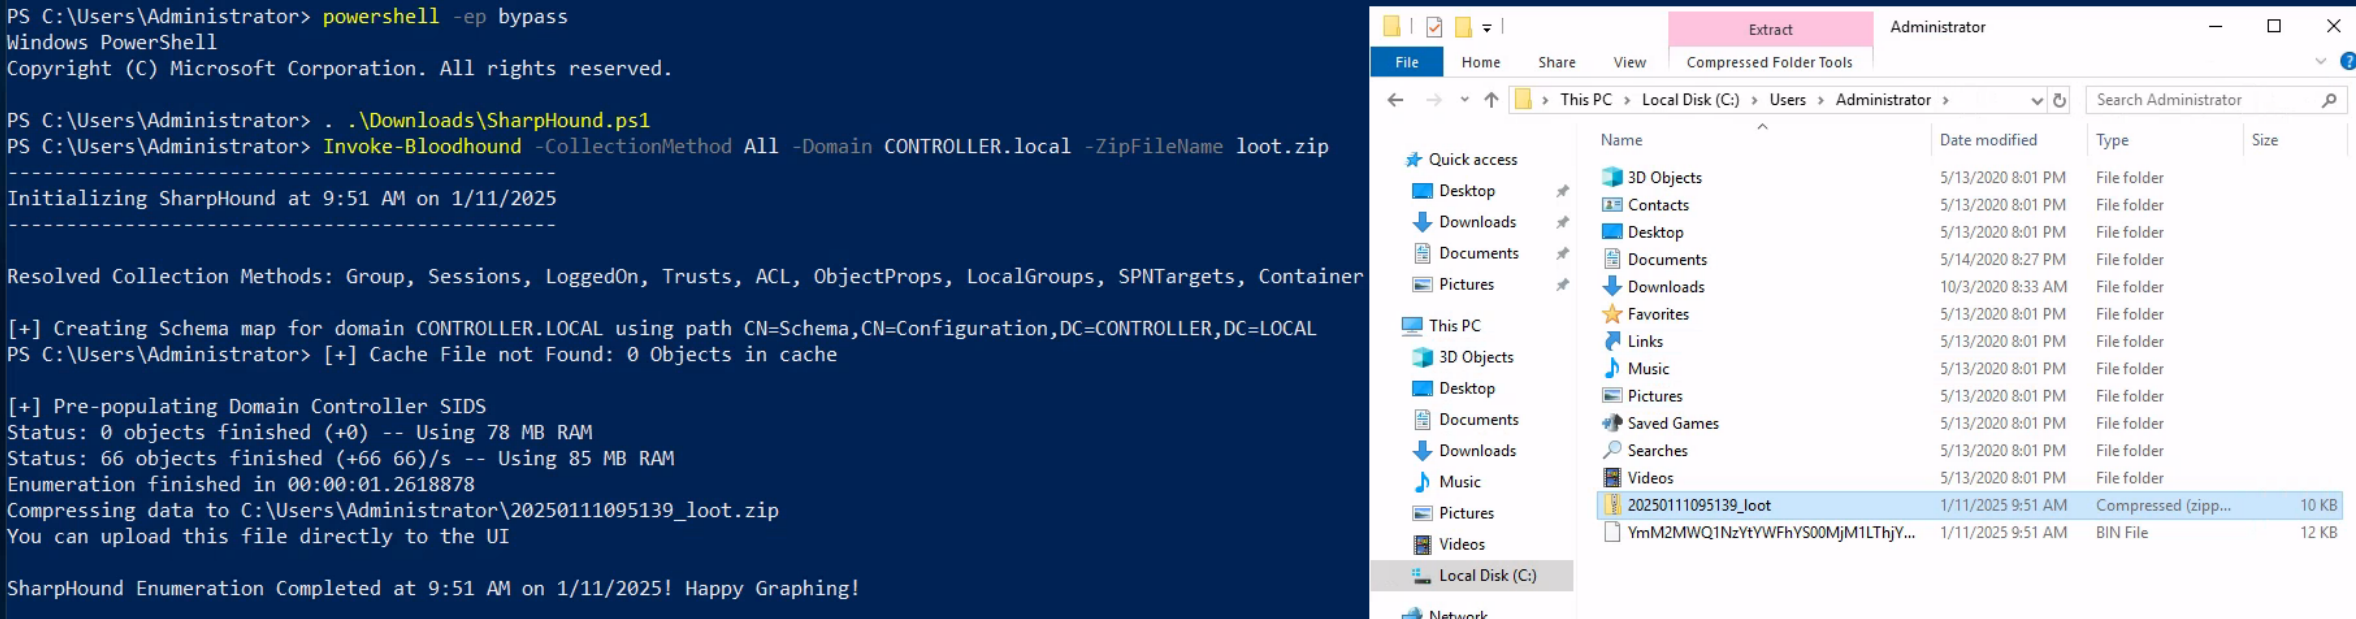 PS C:\Users\Administrator> powershell -ep bypass
Windows PowerShell
Copyright (C) Microsoft Corporation. All rights reserved.
PS C:\Users\Administrator> . .\Downloads\SharpHound.ps1
PS C:\Users\Administrator> Invoke-Bloodhound -CollectionMethod All -Domain CONTROLLER.local -ZipFileName loot.zip
-----------------------------------------------
Initializing SharpHound at 9:51 AM on 1/11/2025
-----------------------------------------------
Resolved Collection Methods: Group, Sessions, LoggedOn, Trusts, ACL, ObjectProps, LocalGroups, SPNTargets, Container
[+] Creating Schema map for domain CONTROLLER.LOCAL using path CN=Schema,CN=Configuration,DC=CONTROLLER,DC=LOCAL
PS C:\Users\Administrator> [+] Cache File not Found: 0 Objects in cache
[+] Pre-populating Domain Controller SIDS
Status: 0 objects finished (+0) -- Using 78 MB RAM
Status: 66 objects finished (+66 66)/s -- Using 85 MB RAM
Enumeration finished in 00:00:01.2618878
Compressing data to C:\Users\Administrator\20250111095139_loot.zip
You can upload this file directly to the UI
SharpHound Enumeration Completed at 9:51 AM on 1/11/2025! Happy Graphing!
Extract Administrator
File Home Share View Compressed Folder Tools
This PC > Local Disk (C:) > Users > Administrator > Search Administrator
Quick access
Desktop
Downloads
Documents
Pictures
This PC
3D Objects
Desktop
Documents
Downloads
Music
Pictures
Videos
Local Disk (C:)
Network
Name Date modified Type Size
3D Objects 5/13/2020 8:01 PM File folder
Contacts 5/13/2020 8:01 PM File folder
Desktop 5/13/2020 8:01 PM File folder
Documents 5/14/2020 8:27 PM File folder
Downloads 10/3/2020 8:33 AM File folder
Favorites 5/13/2020 8:01 PM File folder
Links 5/13/2020 8:01 PM File folder
Music 5/13/2020 8:01 PM File folder
Pictures 5/13/2020 8:01 PM File folder
Saved Games 5/13/2020 8:01 PM File folder
Searches 5/13/2020 8:01 PM File folder
Videos 5/13/2020 8:01 PM File folder
20250111095139_loot 1/11/2025 9:51 AM Compressed (zipp... 10 KB
YmM2MWQ1NzYtYWFhYS00MjM1LThjY... 1/11/2025 9:51 AM BIN File 12 KB